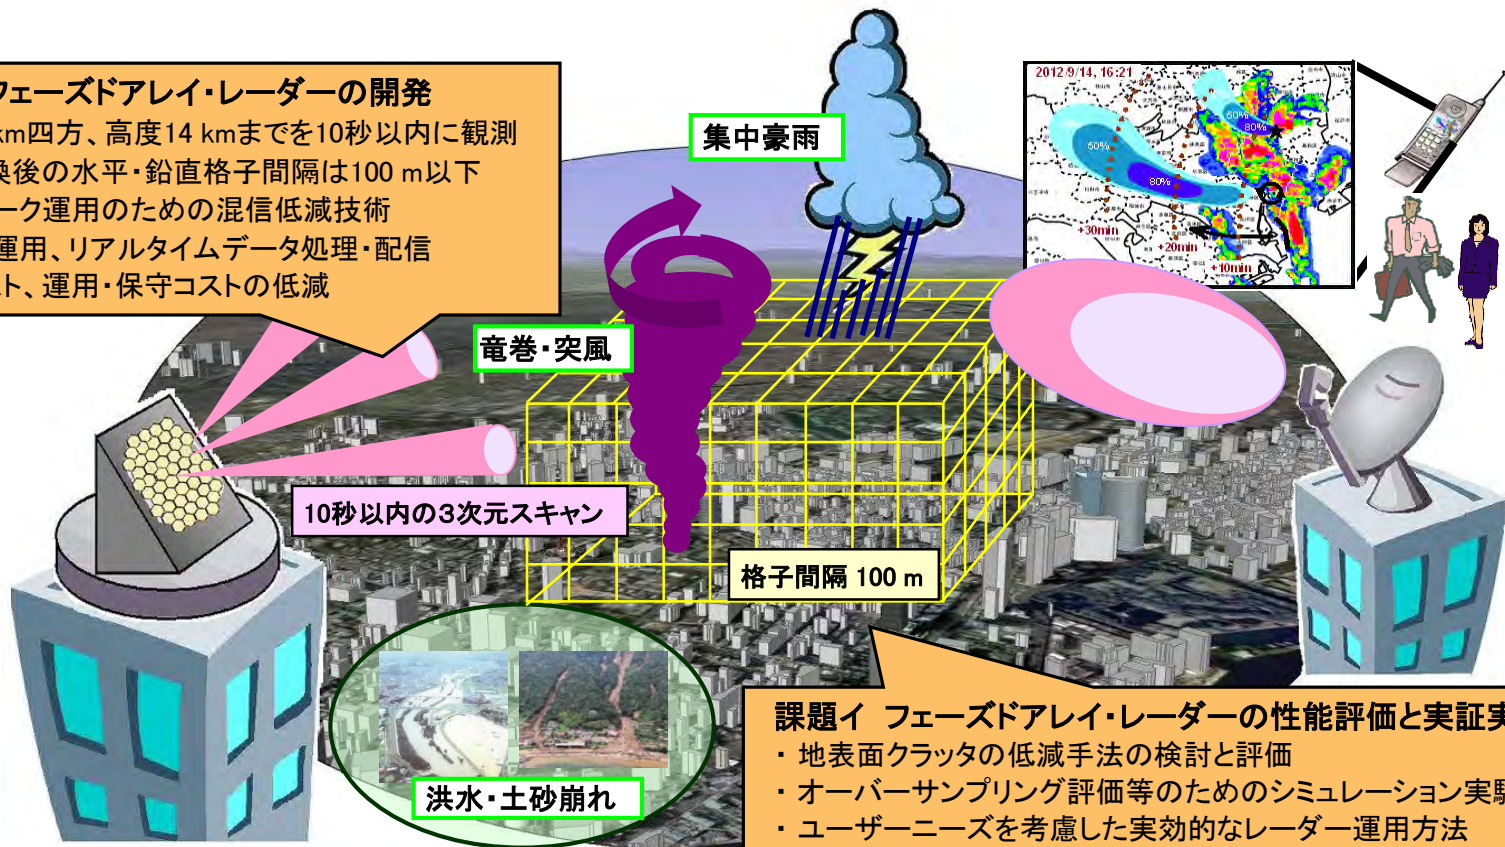 フェーズドアレイ・レーダーの開発
km四方、高度14 kmまでを10秒以内に観測
換後の水平・鉛直格子間隔は100 m以下
ーク運用のための混信低減技術
運用、リアルタイムデータ処理・配信
スト、運用・保守コストの低減
集中豪雨
2012/9/14, 16:21
50%
80%
50%
80%
+30min
+20min
+10min
竜巻・突風
10秒以内の3次元スキャン
格子間隔 100 m
洪水・土砂崩れ
課題イ フェーズドアレイ・レーダーの性能評価と実証実
・ 地表面クラッタの低減手法の検討と評価
・ オーバーサンプリング評価等のためのシミュレーション実験
・ ユーザーニーズを考慮した実効的なレーダー運用方法